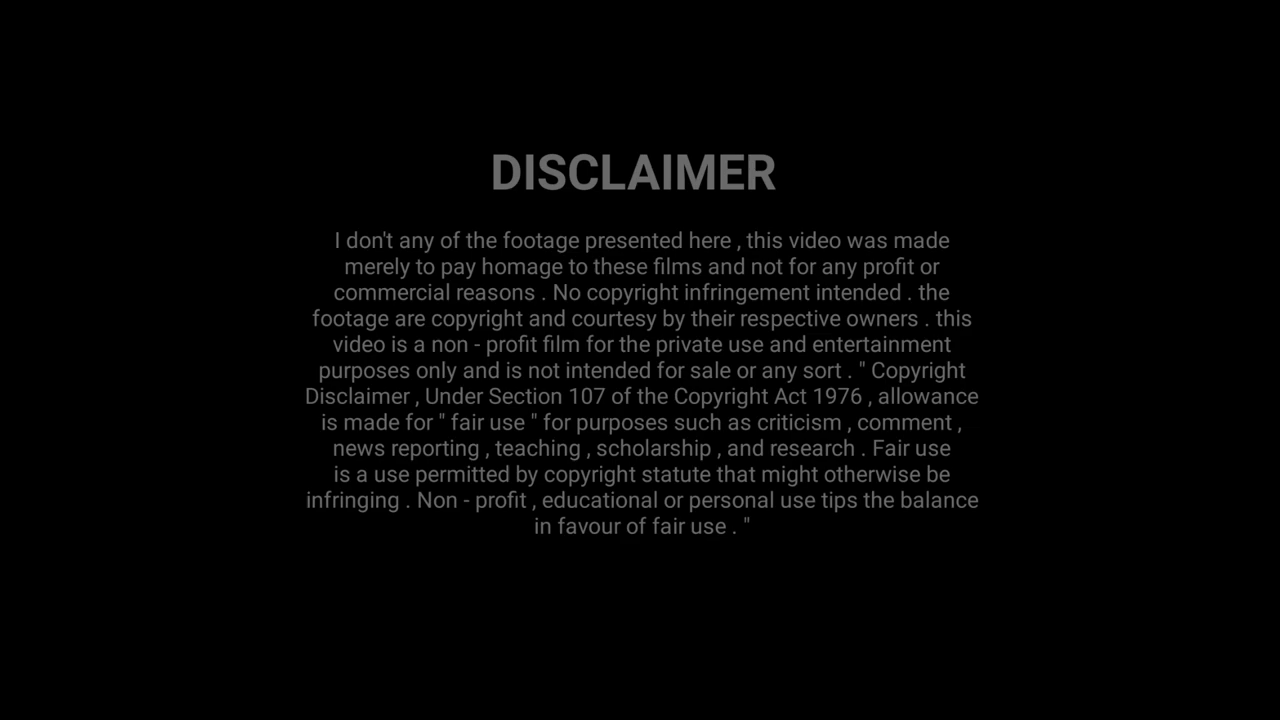 DISCLAIMER
I don't any of the footage presented here , this video was made
merely to pay homage to these films and not for any profit or
commercial reasons . No copyright infringement intended . the
footage are copyright and courtesy by their respective owners . this
video is a non - profit film for the private use and entertainment
purposes only and is not intended for sale or any sort . " Copyright
Disclaimer , Under Section 107 of the Copyright Act 1976 , allowance
is made for " fair use " for purposes such as criticism , comment ,
news reporting , teaching , scholarship , and research . Fair use
is a use permitted by copyright statute that might otherwise be
infringing . Non - profit , educational or personal use tips the balance
in favour of fair use . "